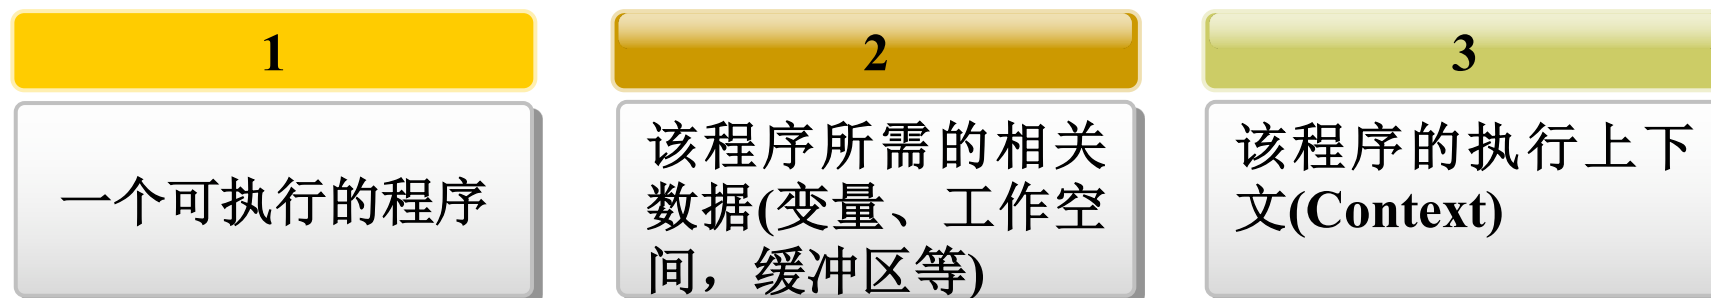 1
一个可执行的程序
2
该程序所需的相关
数据(变量、工作空
间，缓冲区等)
3
该程序的执行上下
文(Context)